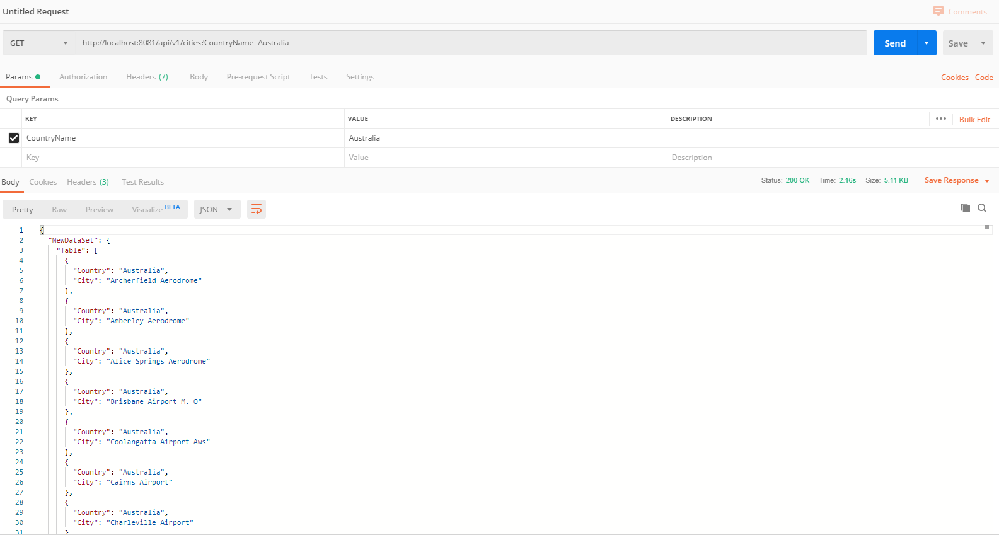 Untitled Request
Comments
GET http://localhost:8081/api/v1/cities?CountryName=Australia Send Save
Params Authorization Headers (7) Body Pre-request Script Tests Settings Cookies Code
Query Params
KEY VALUE DESCRIPTION ••• Bulk Edit
CountryName Australia
Key Value Description
Body Cookies Headers (3) Test Results Status: 200 OK Time: 2.16s Size: 5.11 KB Save Response
Pretty Raw Preview Visualize BETA JSON
1 {
2 "NewDataSet": {
3 "Table": [
4 {
5 "Country": "Australia",
6 "City": "Archerfield Aerodrome"
7 },
8 {
9 "Country": "Australia",
10 "City": "Amberley Aerodrome"
11 },
12 {
13 "Country": "Australia",
14 "City": "Alice Springs Aerodrome"
15 },
16 {
17 "Country": "Australia",
18 "City": "Brisbane Airport M. O"
19 },
20 {
21 "Country": "Australia",
22 "City": "Coolangatta Airport Aws"
23 },
24 {
25 "Country": "Australia",
26 "City": "Cairns Airport"
27 },
28 {
29 "Country": "Australia",
30 "City": "Charleville Airport"
31 },